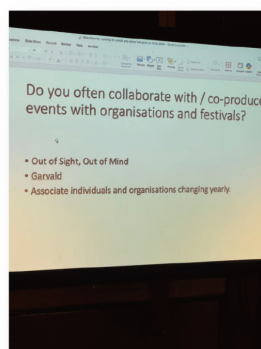 Do you often collaborate with / co-produce
events with organisations and festivals?
• Out of Sight, Out of Mind
• Garvald
• Associate individuals and organisations changing yearly.